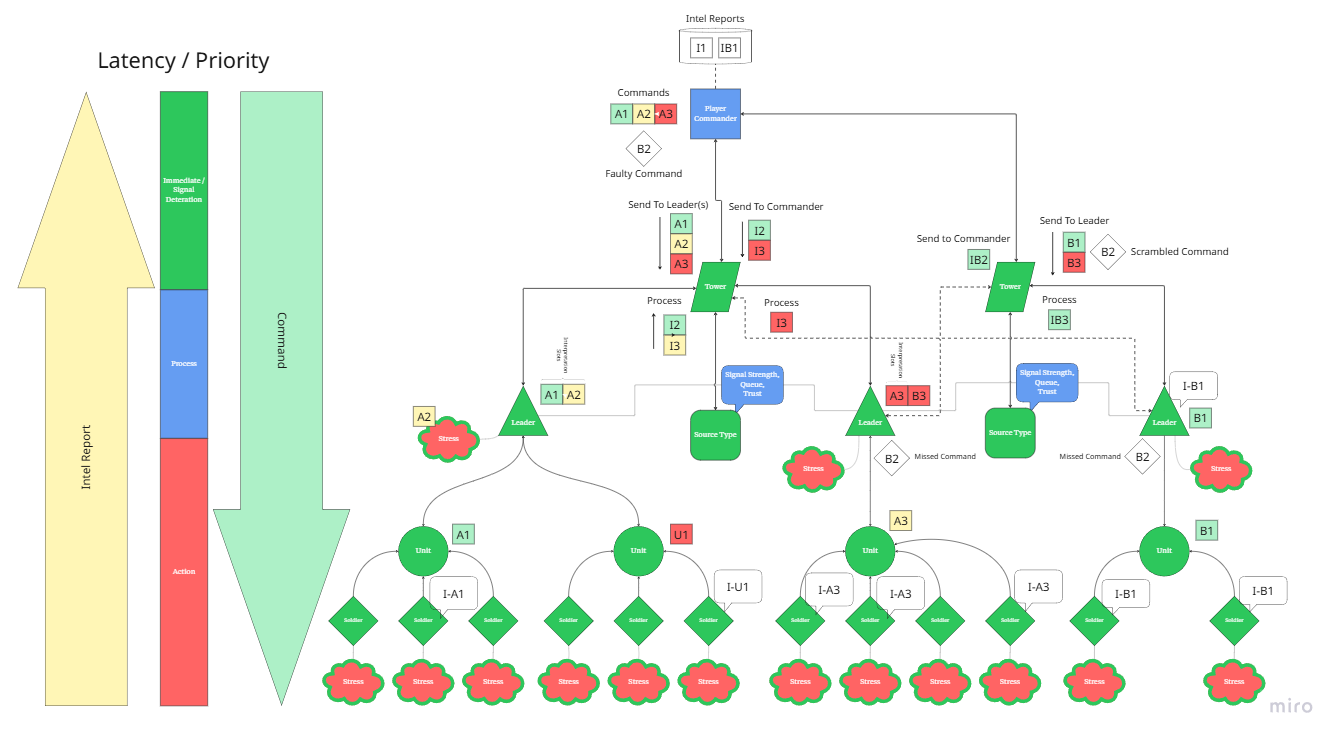 Intel Reports
I1
IB1
Latency / Priority
Commands
A1
A2
A3
Player
Commander
B2
Faulty Command
Immediate /
Signal
Deteration
Send To Leader(s)
Send To Commander
A1
A2
A3
I2
I3
Send To Leader
B1
B3
B2
Scrambled Command
Send to Commander
IB2
Tower
Tower
Process
I2
I3
Process
I3
Process
IB3
Command
Process
Interpretation
Stats
Interpretation
Stats
Signal Strength,
Queue,
Trust
Signal Strength,
Queue,
Trust
I-B1
A1
A2
A3
B3
A2
Stress
Leader
Source Type
Leader
Source Type
Leader
B1
B2
Missed Command
Missed Command
B2
Stress
Stress
Intel Report
Action
Unit
A1
Unit
U1
Unit
A3
Unit
B1
I-A1
I-U1
I-A3
I-A3
I-A3
I-B1
I-B1
Soldier
Soldier
Soldier
Soldier
Soldier
Soldier
Soldier
Soldier
Soldier
Soldier
Soldier
Soldier
Stress
Stress
Stress
Stress
Stress
Stress
Stress
Stress
Stress
Stress
Stress
Stress
miro